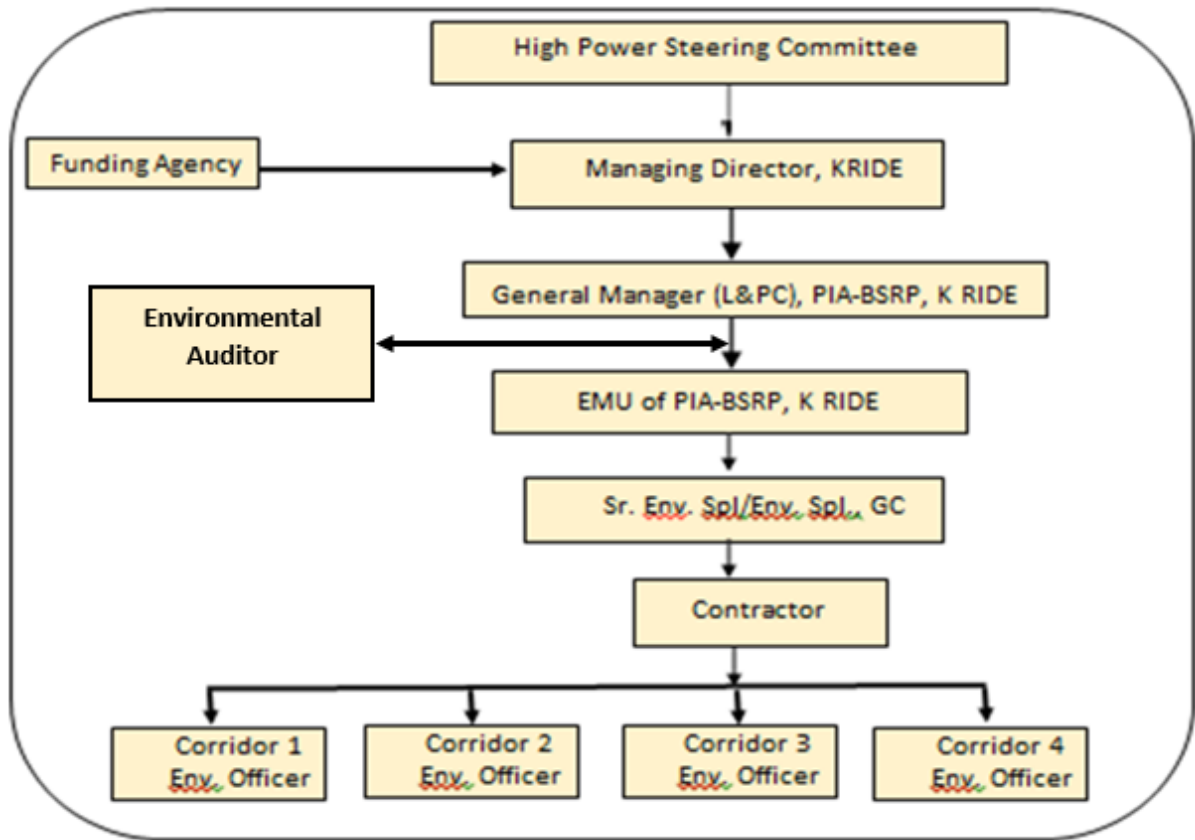 High Power Steering Committee
Funding Agency
Managing Director, KRIDE
General Manager (L&PC), PIA-BSRP, K RIDE
Environmental
Auditor
EMU of PIA-BSRP, K RIDE
Sr. Env. Spl/Env. Spl., GC
Contractor
Corridor 1
Env. Officer
Corridor 2
Env. Officer
Corridor 3
Env. Officer
Corridor 4
Env. Officer